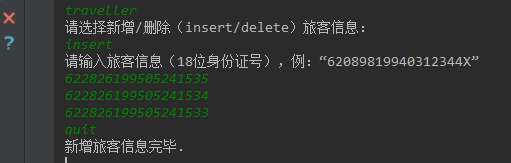 traveller
请选择新增/删除（insert/delete）旅客信息:
insert
请输入旅客信息（18位身份证号），例：“62089819940312344X”
622826199505241535
622826199505241534
622826199505241533
quit
新增旅客信息完毕.